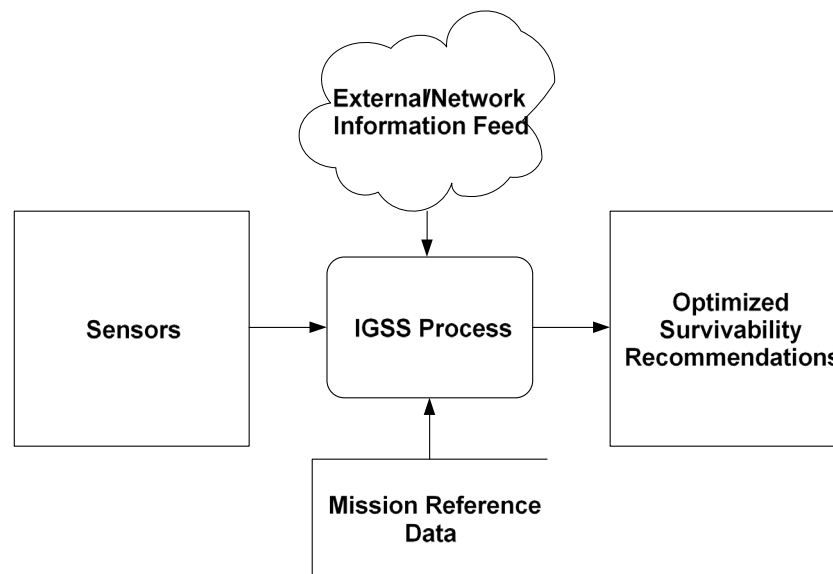 External/Network
Information Feed
Sensors
IGSS Process
Optimized
Survivability
Recommendations
Mission Reference
Data